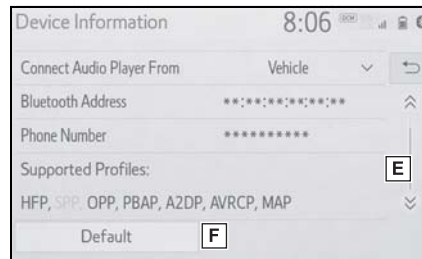 Device Information 8:06 DCM
Connect Audio Player From Vehicle
Bluetooth Address **:**:**:**:**:**
Phone Number **********
E
Supported Profiles:
HFP, SPP, OPP, PBAP, A2DP, AVRCP, MAP
Default F